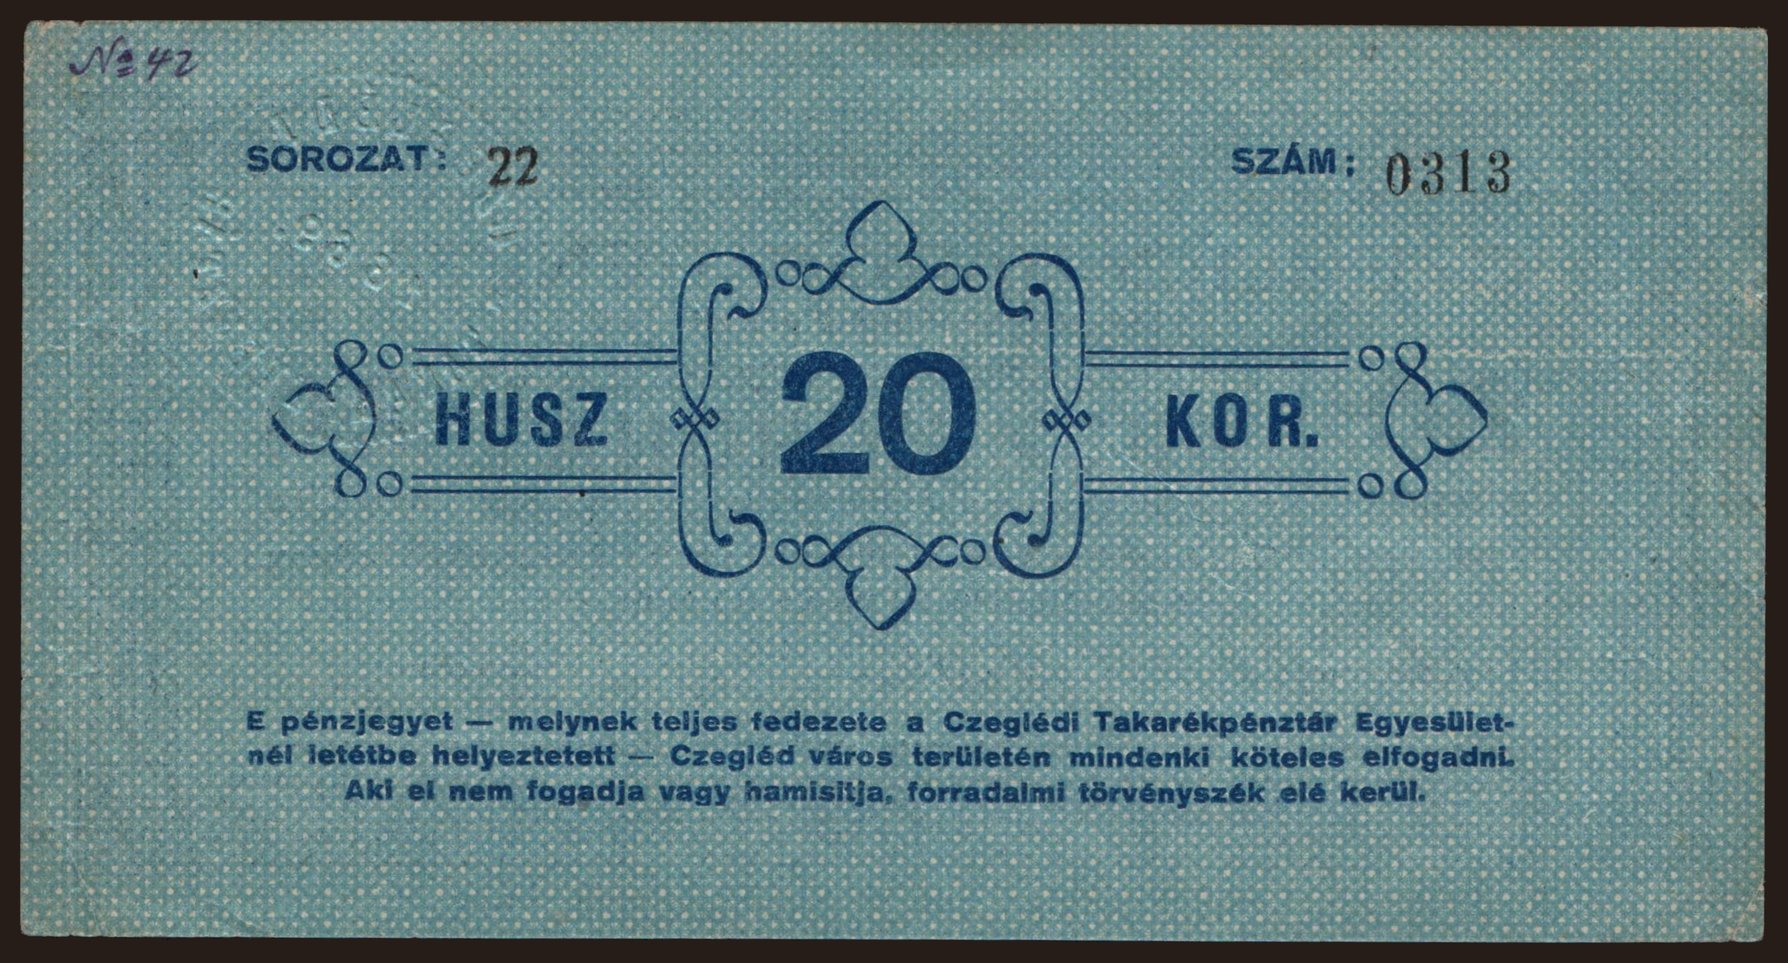 № 42
SOROZAT: 22 SZÁM: 0313
HUSZ 20 KOR.
E pénzjegyet — melynek teljes fedezete a Czeglédi Takarékpénztár Egyesület-
nél letétbe helyeztetett — Czegléd város területén mindenki köteles elfogadni.
Aki el nem fogadja vagy hamisitja, forradalmi törvényszék elé kerül.